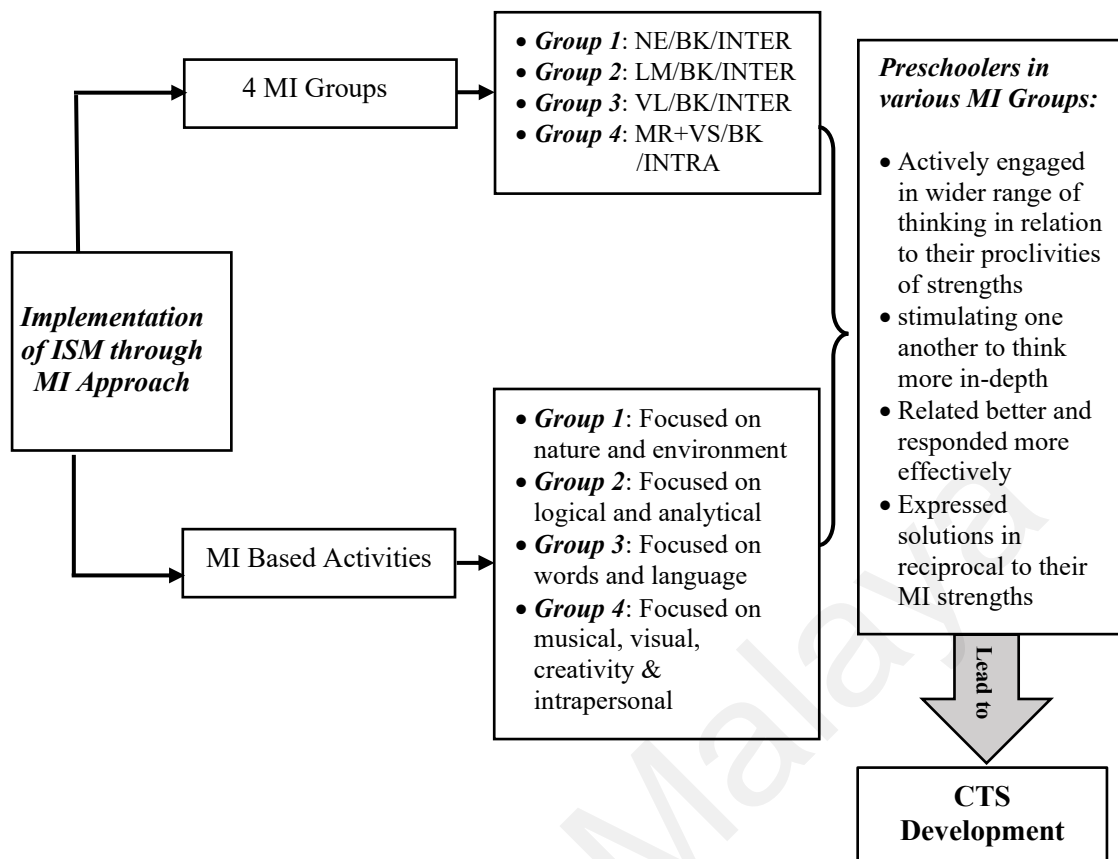 4 MI Groups
• Group 1: NE/BK/INTER
• Group 2: LM/BK/INTER
• Group 3: VL/BK/INTER
• Group 4: MR+VS/BK
/INTRA
Implementation
of ISM through
MI Approach
MI Based Activities
• Group 1: Focused on
nature and environment
• Group 2: Focused on
logical and analytical
• Group 3: Focused on
words and language
• Group 4: Focused on
musical, visual,
creativity &
intrapersonal
Preschoolers in
various MI Groups:
• Actively engaged
in wider range of
thinking in relation
to their proclivities
of strengths
• stimulating one
another to think
more in-depth
• Related better and
responded more
effectively
• Expressed
solutions in
reciprocal to their
MI strengths
Lead to
CTS
Development
Malaya